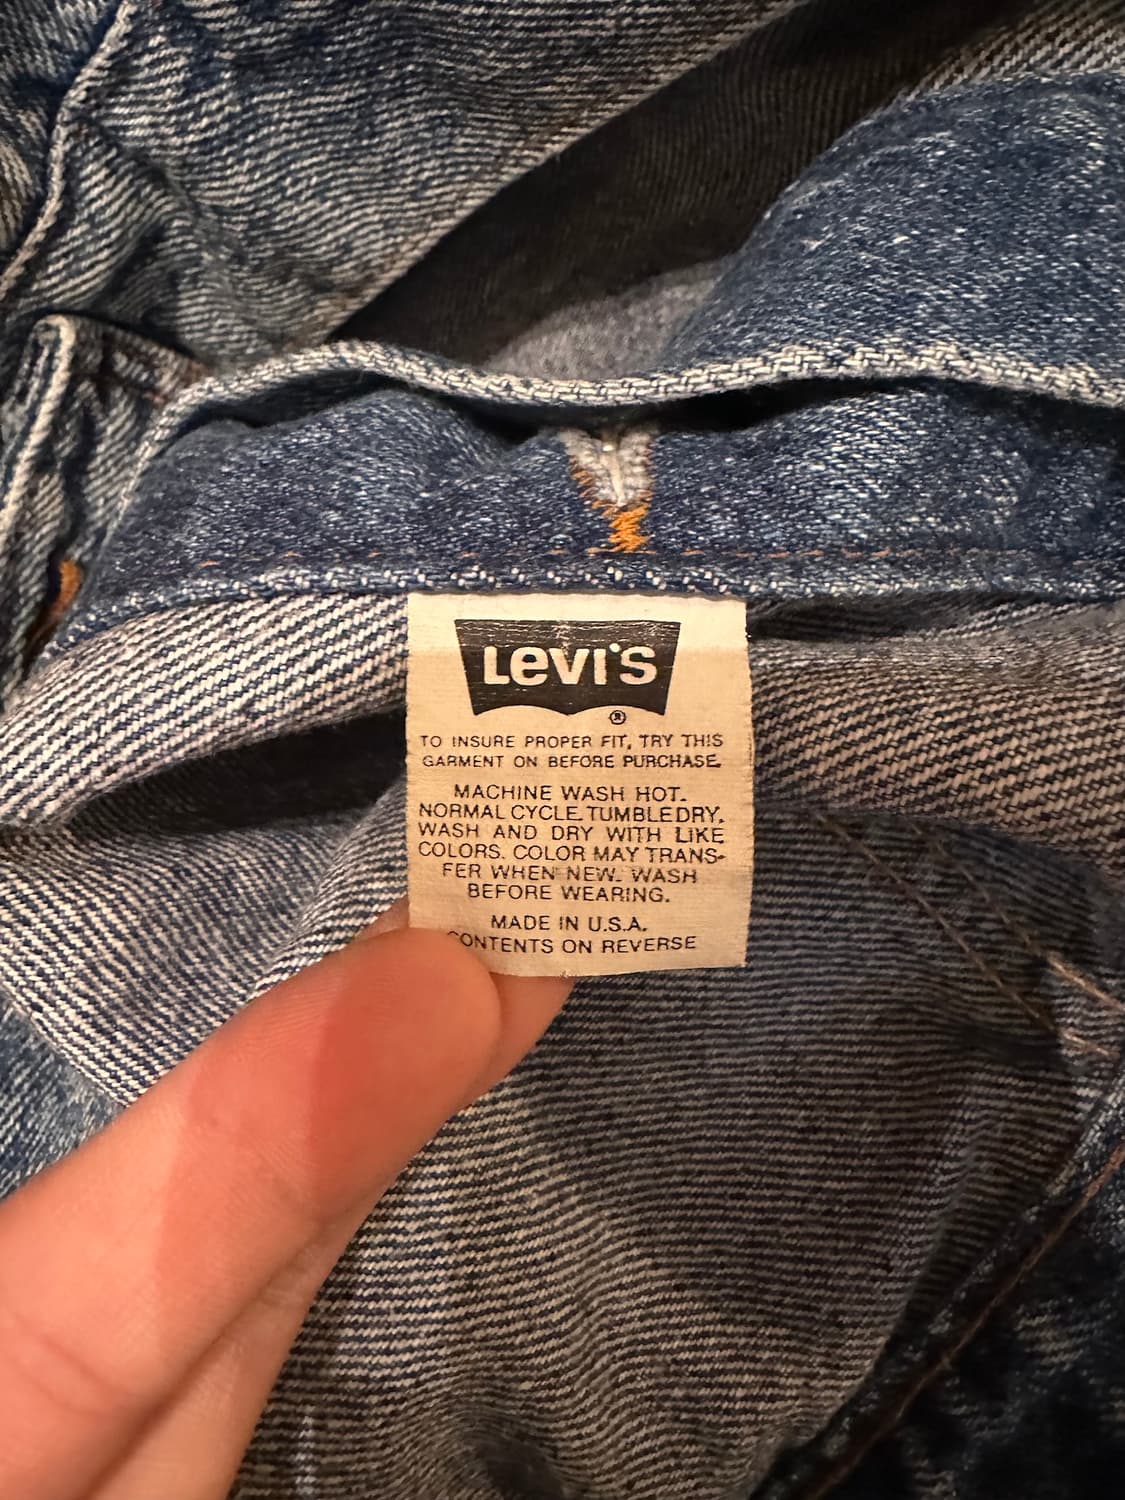 LEVI'S
®
TO INSURE PROPER FIT, TRY THIS
GARMENT ON BEFORE PURCHASE.
MACHINE WASH HOT.
NORMAL CYCLE. TUMBLE DRY.
WASH AND DRY WITH LIKE
COLORS. COLOR MAY TRANS-
FER WHEN NEW. WASH
BEFORE WEARING.
MADE IN U.S.A.
CONTENTS ON REVERSE